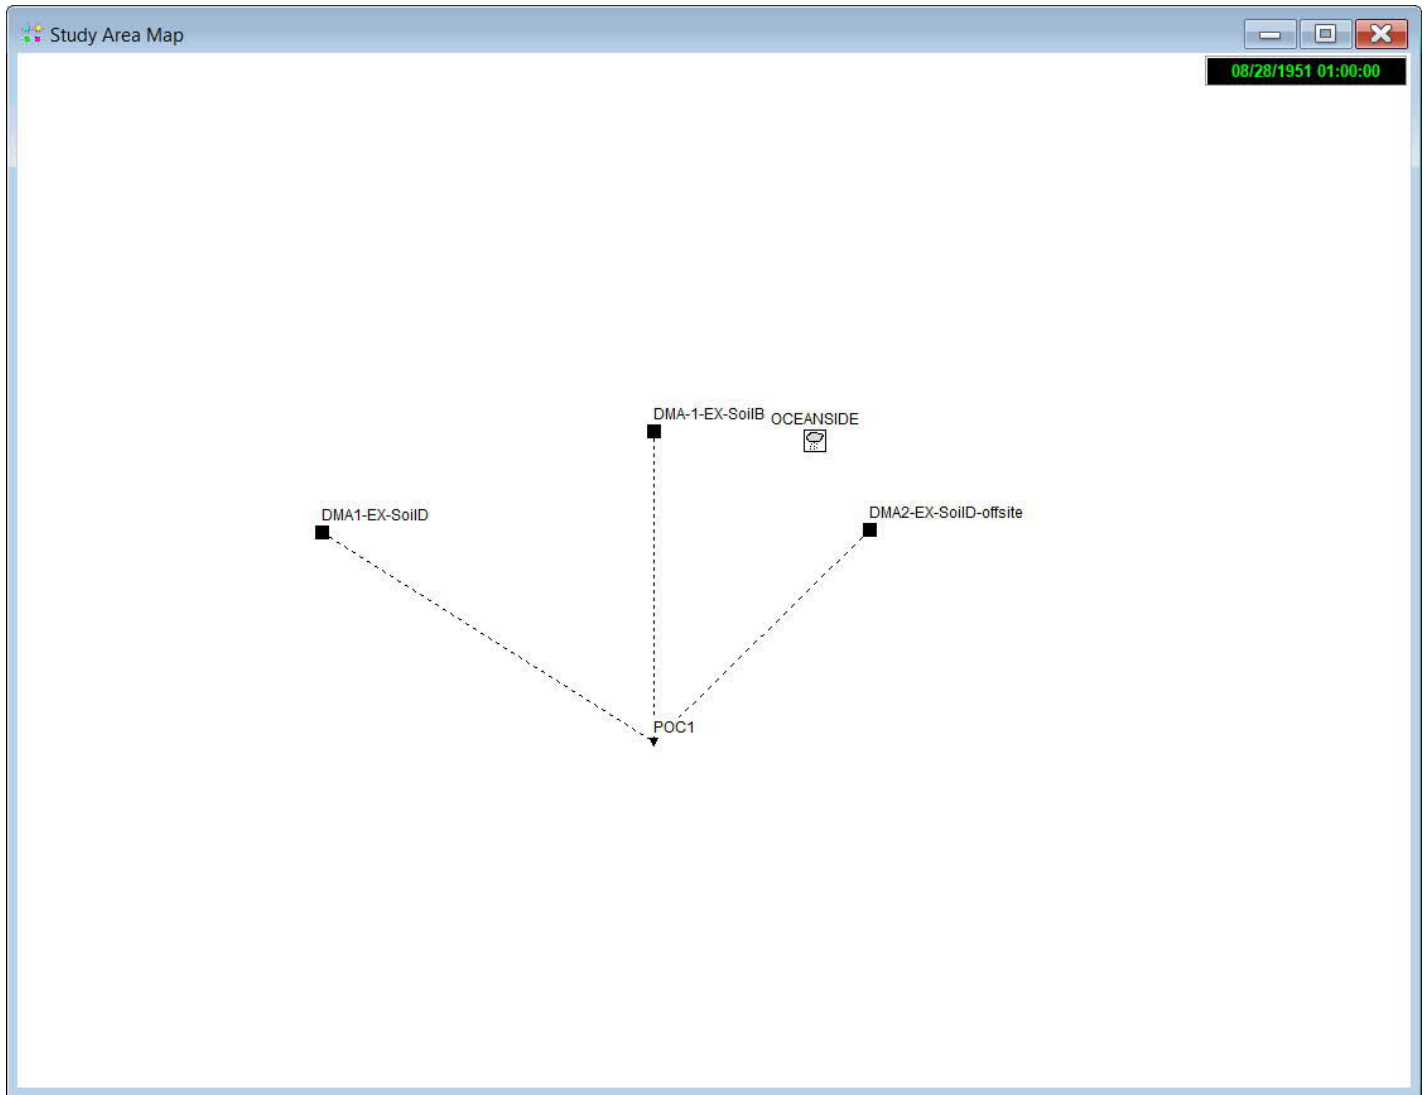 Study Area Map
08/28/1951 01:00:00
DMA-1-EX-SoilB
OCEANSIDE
DMA1-EX-SoilD
DMA2-EX-SoilD-offsite
POC1